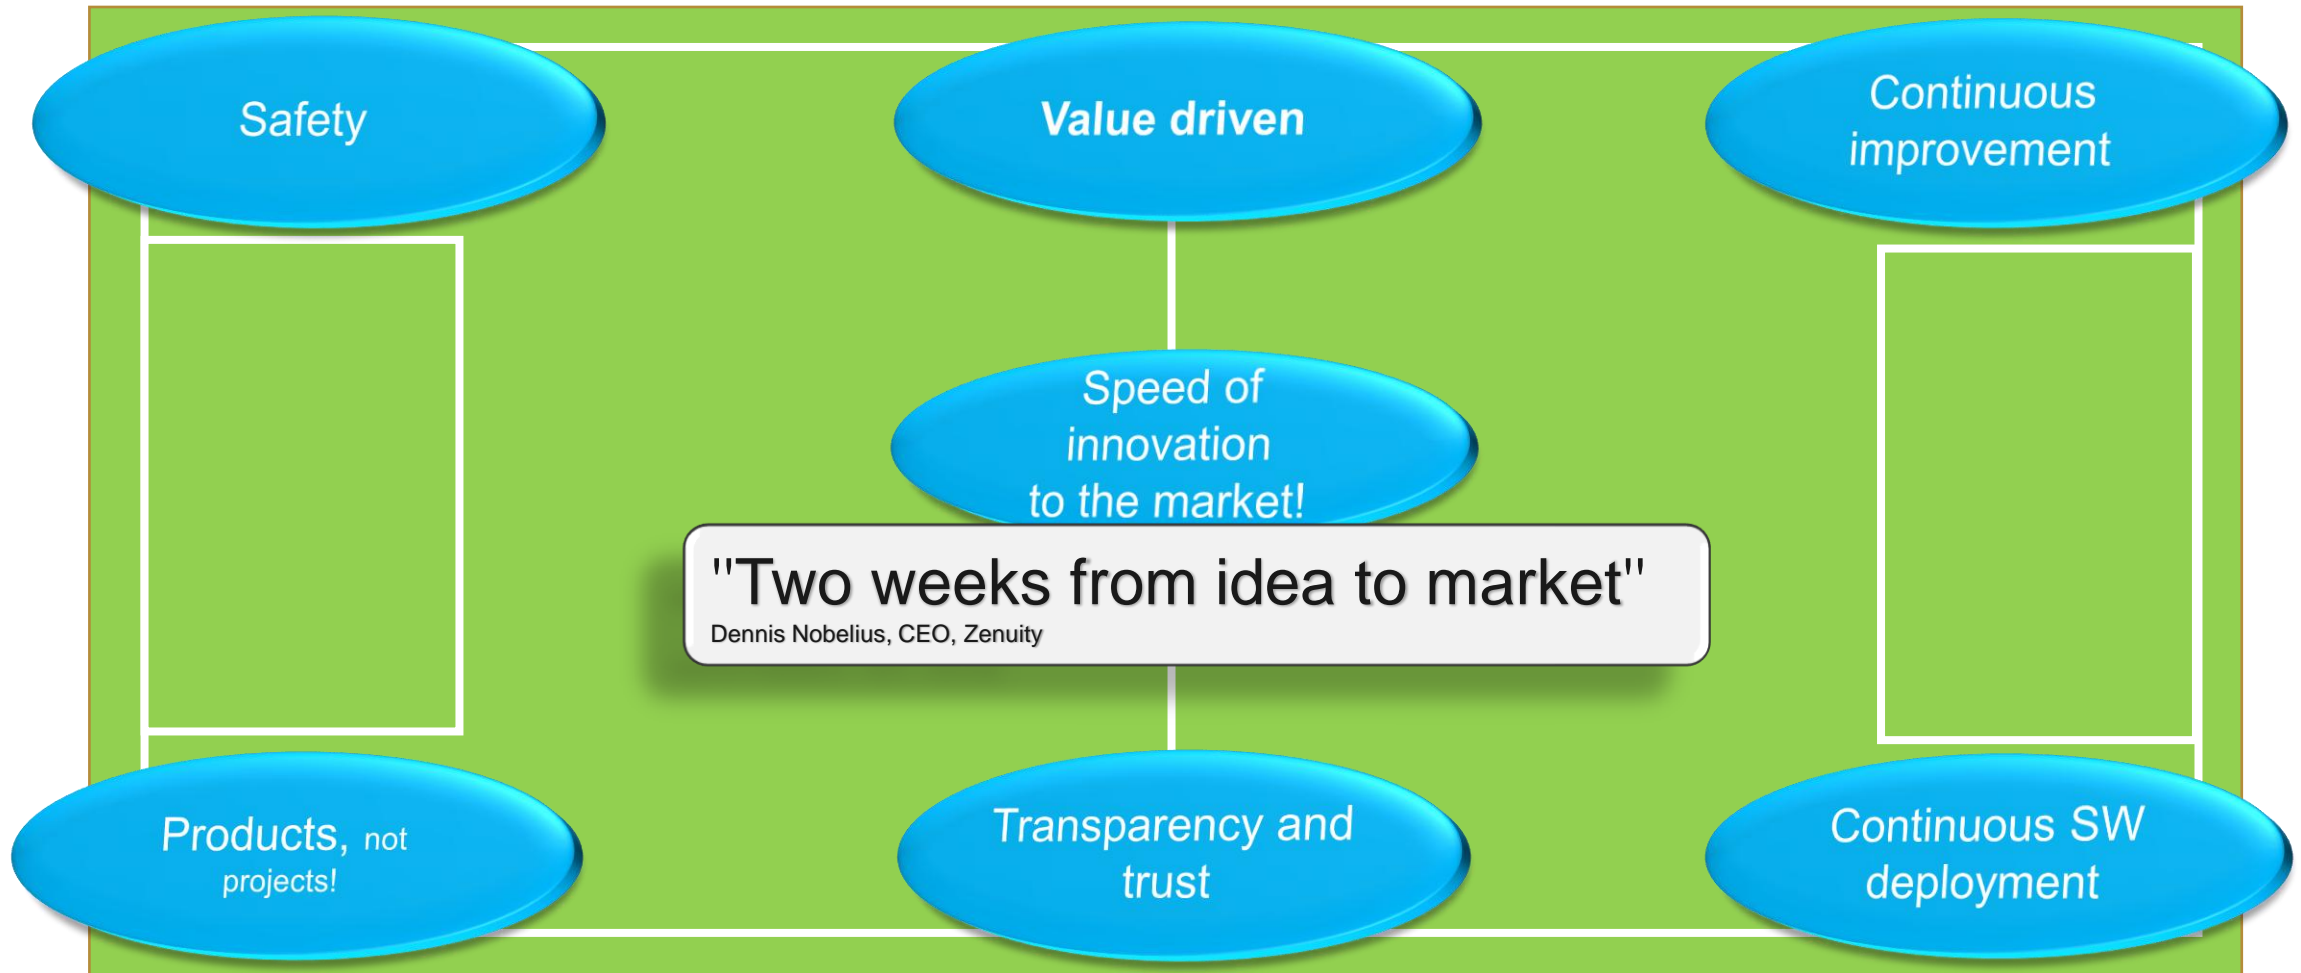 Safety
Value driven
Continuous
improvement
Speed of
innovation
to the market!
"Two weeks from idea to market"
Dennis Nobelius, CEO, Zenuity
Products, not
projects!
Transparency and
trust
Continuous SW
deployment